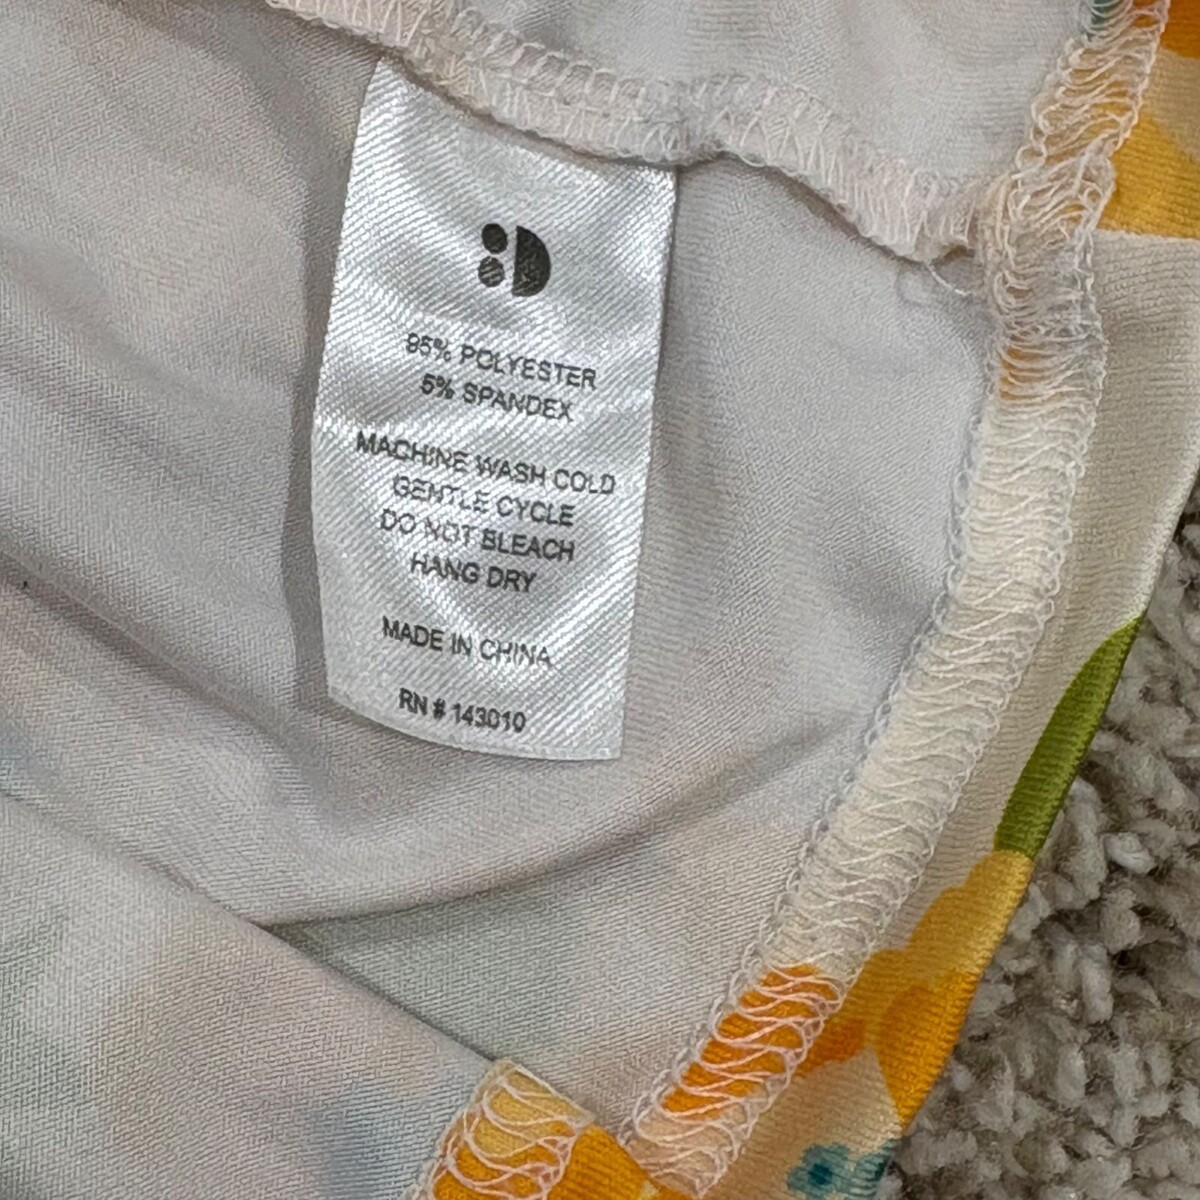 95% POLYESTER
5% SPANDEX
MACHINE WASH COLD
GENTLE CYCLE
DO NOT BLEACH
HANG DRY
MADE IN CHINA
RN # 143010